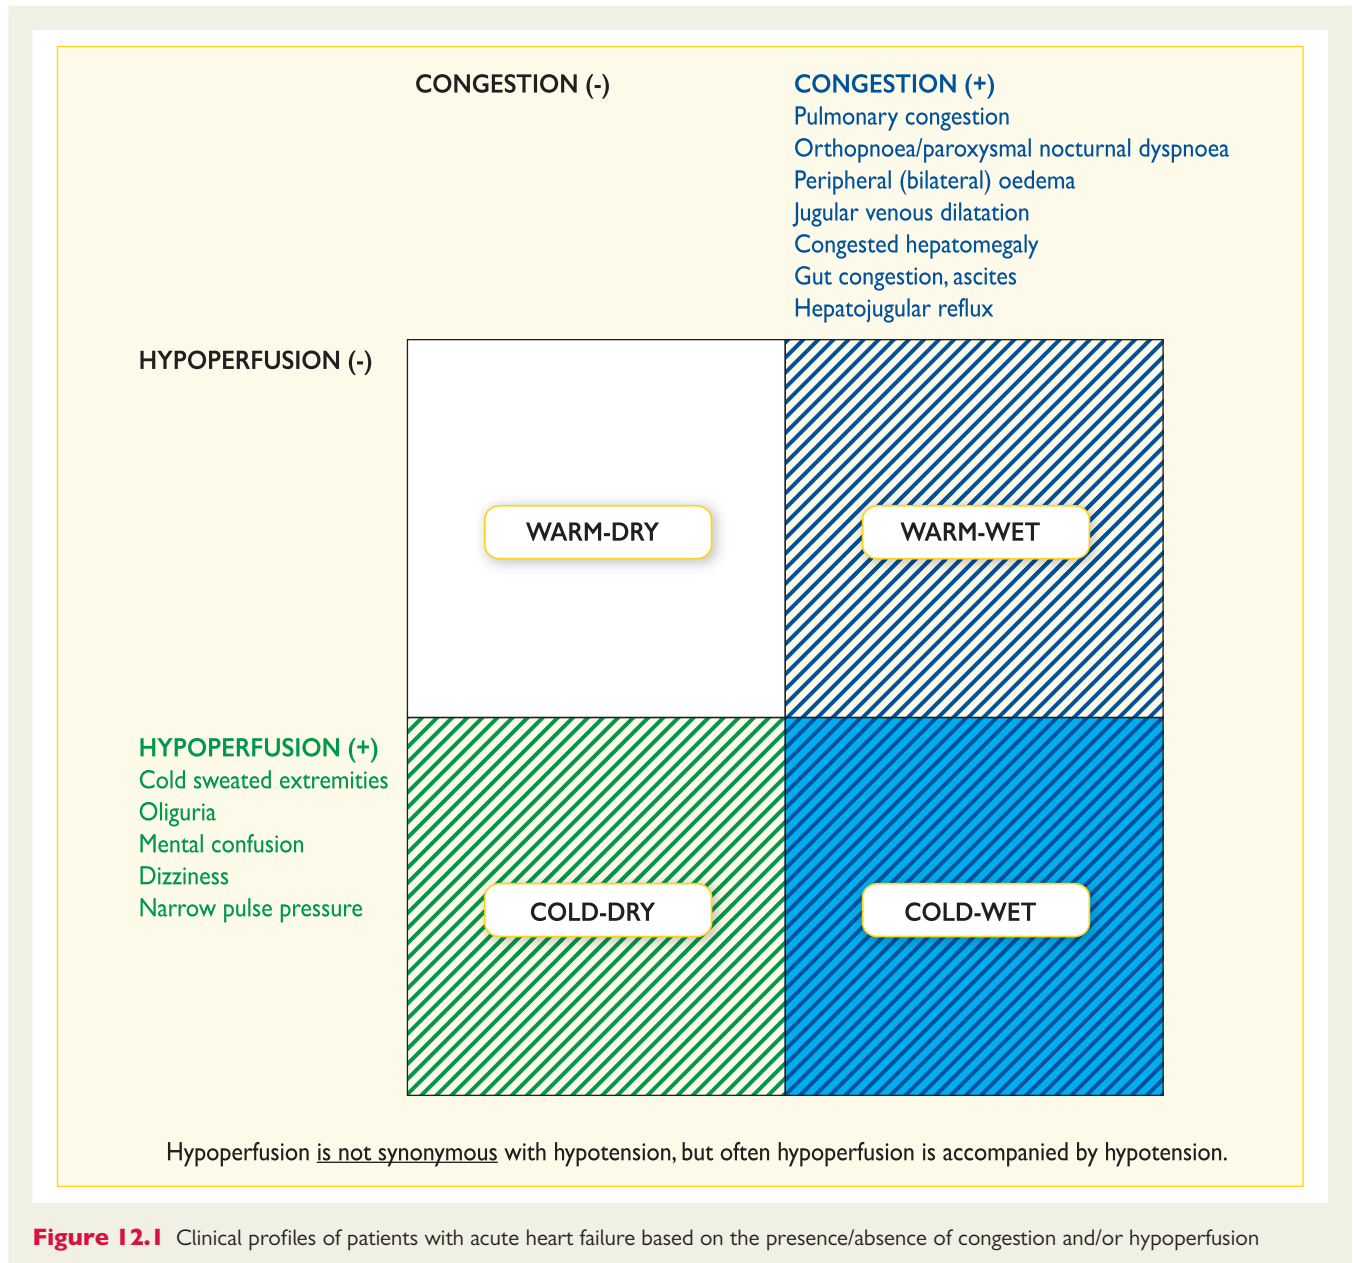 CONGESTION (-)
CONGESTION (+)
Pulmonary congestion
Orthopnoea/paroxysmal nocturnal dyspnoea
Peripheral (bilateral) oedema
Jugular venous dilatation
Congested hepatomegaly
Gut congestion, ascites
Hepatojugular reflux
HYPOPERFUSION (-)
WARM-DRY
WARM-WET
HYPOPERFUSION (+)
Cold sweated extremities
Oliguria
Mental confusion
Dizziness
Narrow pulse pressure
COLD-DRY
COLD-WET
Hypoperfusion is not synonymous with hypotension, but often hypoperfusion is accompanied by hypotension.
Figure 12.1 Clinical profiles of patients with acute heart failure based on the presence/absence of congestion and/or hypoperfusion